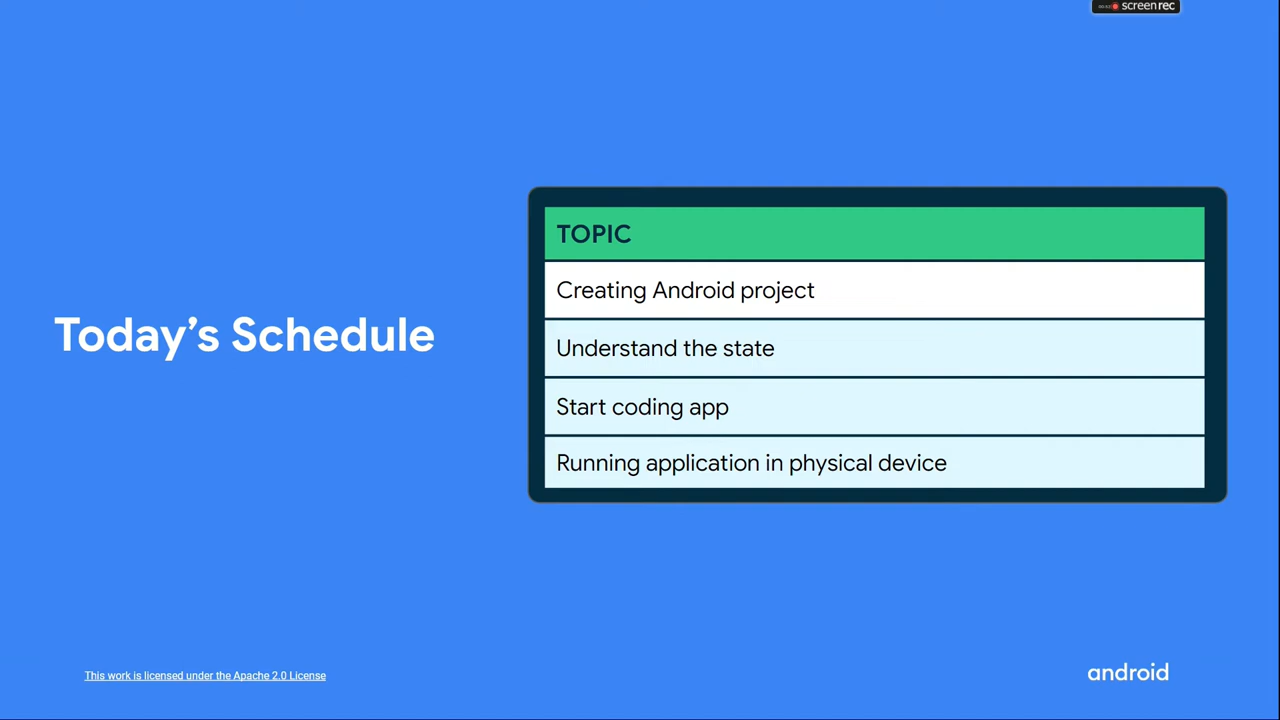 screenrec
TOPIC
Creating Android project
Understand the state
Start coding app
Running application in physical device
Today’s Schedule
This work is licensed under the Apache 2.0 License
android